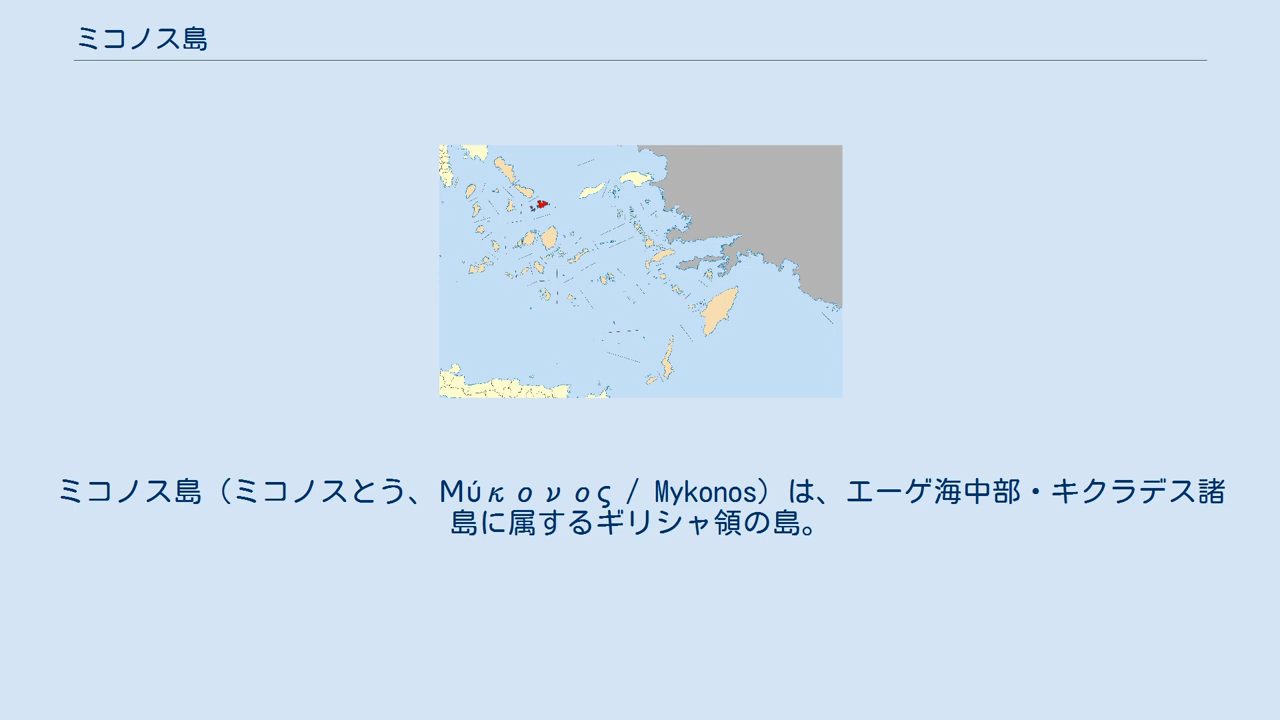 ミコノス島
ミコノス島（ミコノスとう、Μύκονος / Mykonos）は、エーゲ海中部・キクラデス諸
島に属するギリシャ領の島。